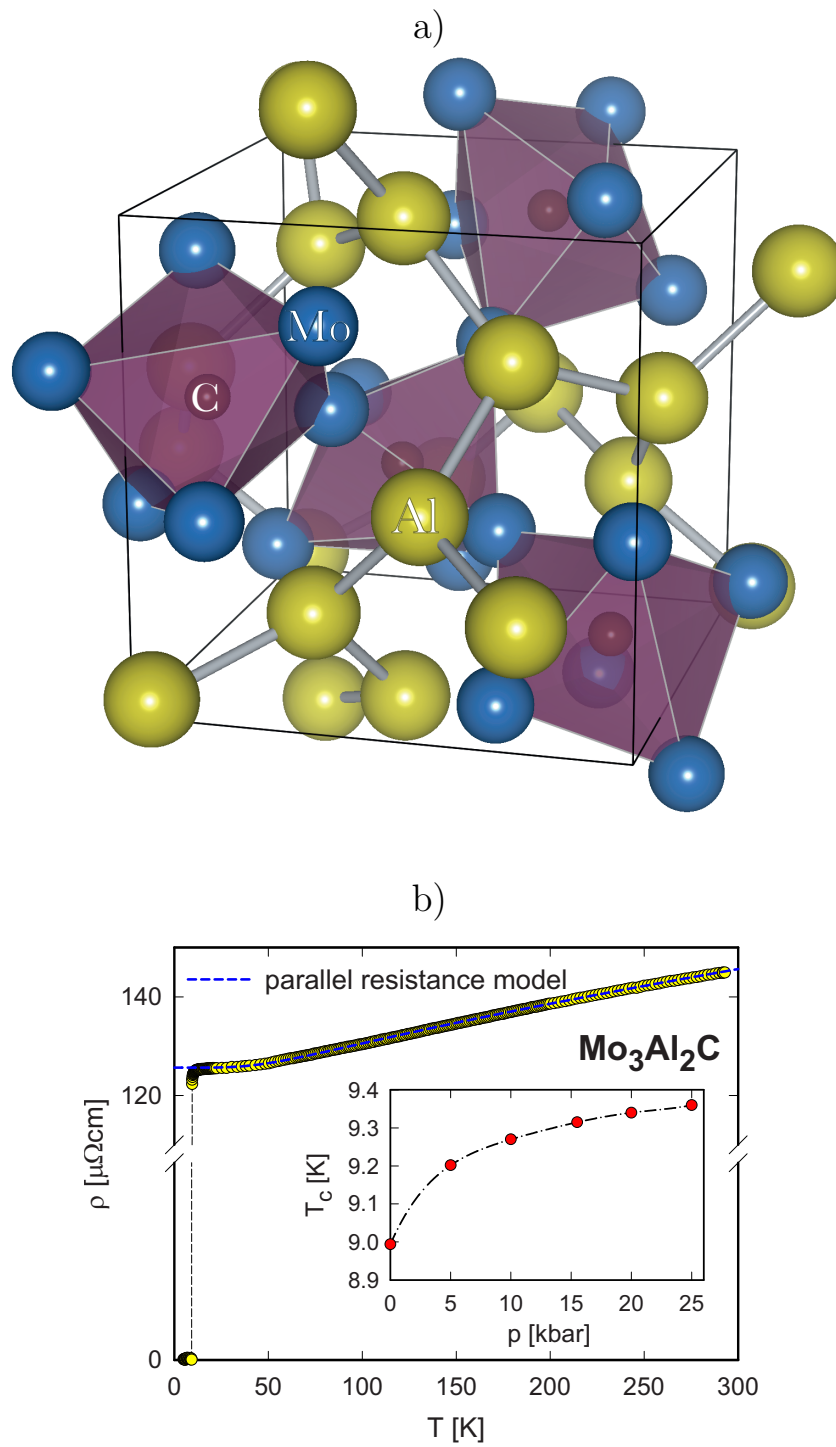 a)
Mo
C
Al
b)
parallel resistance model
Mo₃Al₂C
140
120
0
ρ [μΩcm]
9.4
9.3
9.2
9.1
9.0
8.9
T_c [K]
0 5 10 15 20 25
p [kbar]
0 50 100 150 200 250 300
T [K]